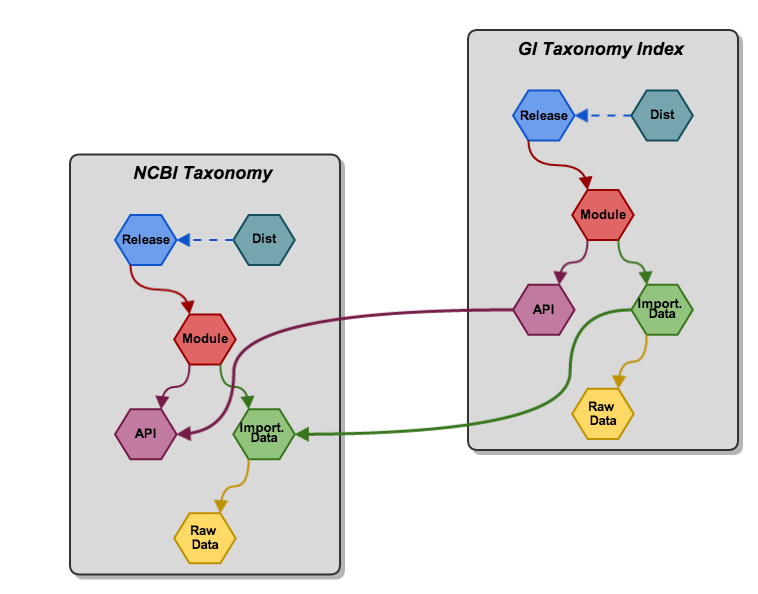 GI Taxonomy Index
Release
Dist
Module
API
Import.
Data
Raw
Data
NCBI Taxonomy
Release
Dist
Module
API
Import.
Data
Raw
Data